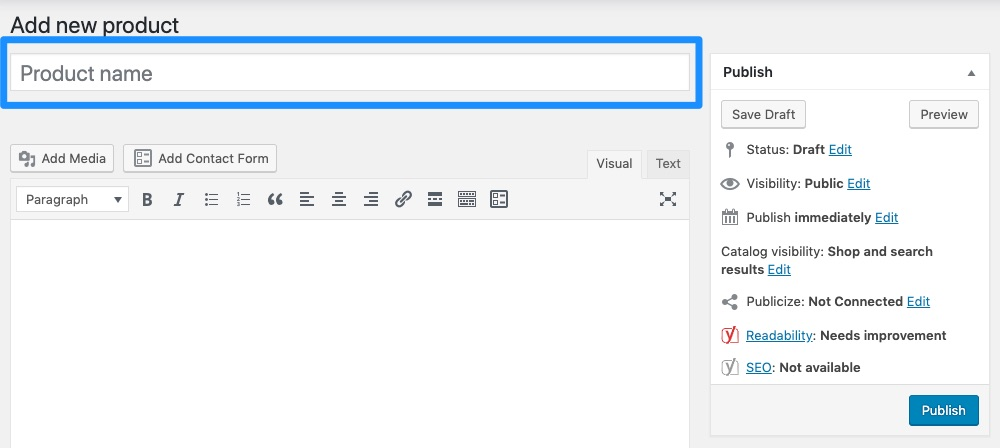 Add new product
Product name
Add Media
Add Contact Form
Visual
Text
Paragraph
B I
Publish
Save Draft
Preview
Status: Draft Edit
Visibility: Public Edit
Publish immediately Edit
Catalog visibility: Shop and search
results Edit
Publicize: Not Connected Edit
Readability: Needs improvement
SEO: Not available
Publish